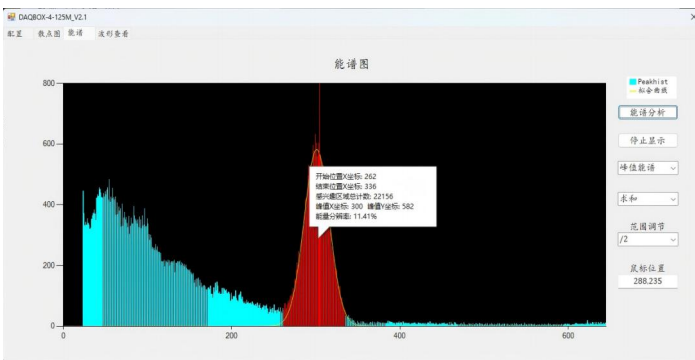 DAQBOX-4-125M_V2.1
配置 散点图 能谱 波形查看
能谱图
Peakhist
拟合曲线
能谱分析
停止显示
峰值能谱
求和
范围调节
/2
鼠标位置
288,235
开始位置X坐标: 262
结束位置X坐标: 336
感兴趣区域总计数: 22156
峰值X坐标: 300 峰值Y坐标: 582
能量分辨率: 11.41%
800
600
400
200
0
0 200 400 600